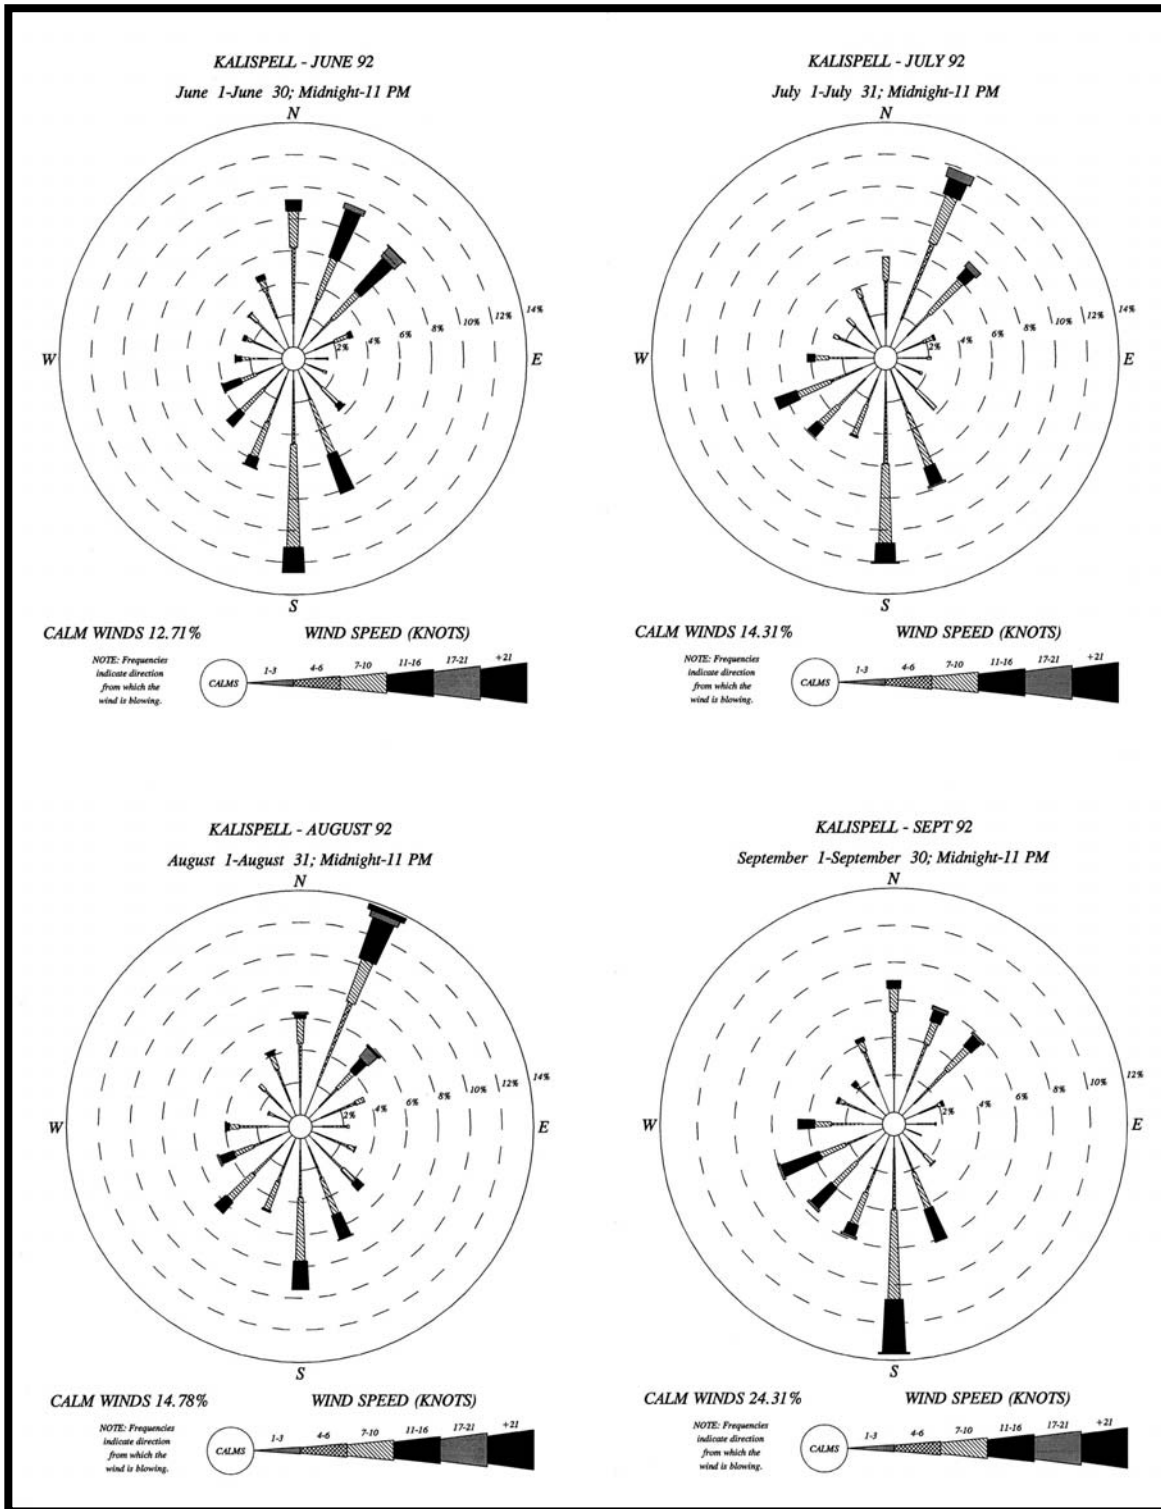 KALISPELL - JUNE 92
June 1-June 30; Midnight-11 PM
N
14%
12%
10%
8%
6%
4%
2%
W
E
S
CALM WINDS 12.71%
WIND SPEED (KNOTS)
NOTE: Frequencies
indicate direction
from which the
wind is blowing.
CALMS
1-3
4-6
7-10
11-16
17-21
+21
KALISPELL - JULY 92
July 1-July 31; Midnight-11 PM
N
14%
12%
10%
8%
6%
4%
2%
W
E
S
CALM WINDS 14.31%
WIND SPEED (KNOTS)
NOTE: Frequencies
indicate direction
from which the
wind is blowing.
CALMS
1-3
4-6
7-10
11-16
17-21
+21
KALISPELL - AUGUST 92
August 1-August 31; Midnight-11 PM
N
14%
12%
10%
8%
6%
4%
2%
W
E
S
CALM WINDS 14.78%
WIND SPEED (KNOTS)
NOTE: Frequencies
indicate direction
from which the
wind is blowing.
CALMS
1-3
4-6
7-10
11-16
17-21
+21
KALISPELL - SEPT 92
September 1-September 30; Midnight-11 PM
N
12%
10%
8%
6%
4%
2%
W
E
S
CALM WINDS 24.31%
WIND SPEED (KNOTS)
NOTE: Frequencies
indicate direction
from which the
wind is blowing.
CALMS
1-3
4-6
7-10
11-16
17-21
+21